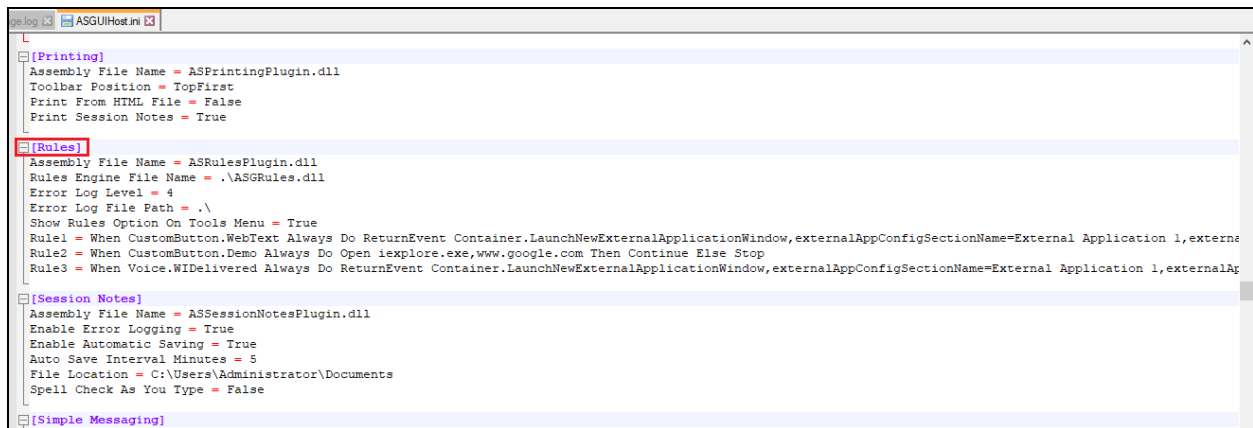 ge.log ASGUIHost.ini
[Printing]
Assembly File Name = ASPrintingPlugin.dll
Toolbar Position = TopFirst
Print From HTML File = False
Print Session Notes = True
[Rules]
Assembly File Name = ASRulesPlugin.dll
Rules Engine File Name = .\ASGRules.dll
Error Log Level = 4
Error Log File Path = .\
Show Rules Option On Tools Menu = True
Rule1 = When CustomButton.WebText Always Do ReturnEvent Container.LaunchNewExternalApplicationWindow,externalAppConfigSectionName=External Application 1,externa
Rule2 = When CustomButton.Demo Always Do Open iexplore.exe,www.google.com Then Continue Else Stop
Rule3 = When Voice.WIDelivered Always Do ReturnEvent Container.LaunchNewExternalApplicationWindow,externalAppConfigSectionName=External Application 1,externalAp
[Session Notes]
Assembly File Name = ASSessionNotesPlugin.dll
Enable Error Logging = True
Enable Automatic Saving = True
Auto Save Interval Minutes = 5
File Location = C:\Users\Administrator\Documents
Spell Check As You Type = False
[Simple Messaging]